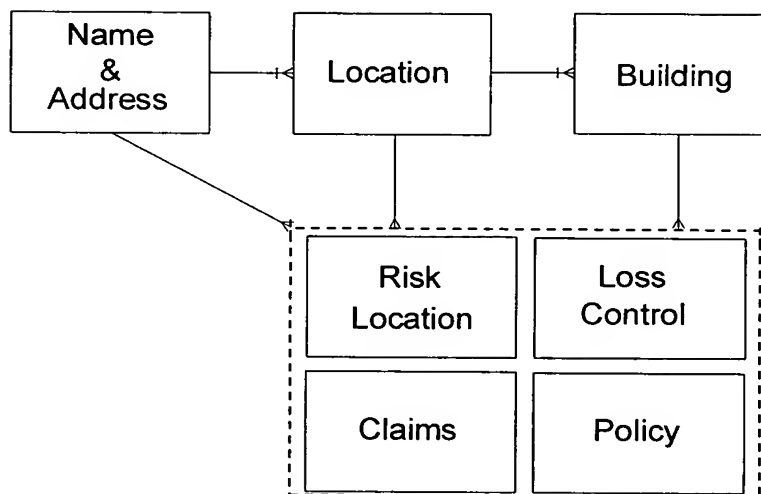 Name
&
Address
Location
Building
Risk
Location
Loss
Control
Claims
Policy